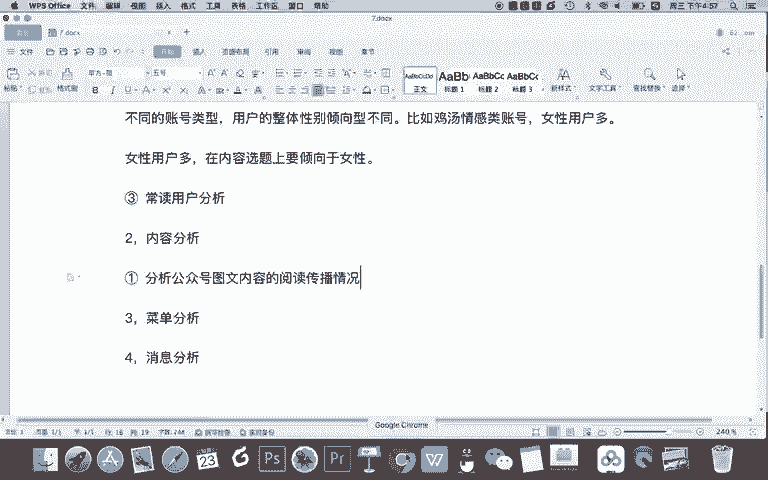 WPS Office 文件 编辑 视图 插入 格式 工具 表格 工作区 窗口 帮助
周三 下午4:57
7.docx
7.docx
文件
开始 插入 页面布局 引用 审阅 视图 章节
粘贴 格式刷
宋体-简 五号
AaBbCcDd AaBb AaBbCc AaBbCc
正文 标题 1 标题 2 标题 3
新样式 文字工具 查找替换 选择
不同的账号类型，用户的整体性别倾向型不同。比如鸡汤情感类账号，女性用户多。
女性用户多，在内容选题上要倾向于女性。
③ 常读用户分析
2，内容分析
① 分析公众号图文内容的阅读传播情况
3，菜单分析
4，消息分析
Google Chrome
240 %
23
Ps
Pr
W